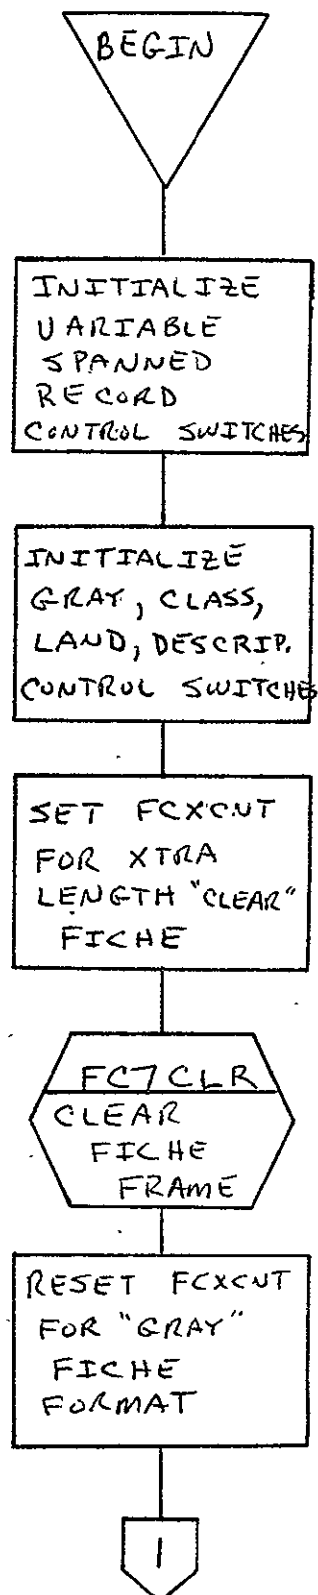 BEGIN
INITIALIZE
VARIABLE
SPANNED
RECORD
CONTROL SWITCHES
INITIALIZE
GRAY, CLASS,
LAND, DESCRIP.
CONTROL SWITCHES
SET FCXCNT
FOR XTRA
LENGTH "CLEAR"
FICHE
FC7CLR
CLEAR
FICHE
FRAME
RESET FCXCNT
FOR "GRAY"
FICHE
FORMAT
1